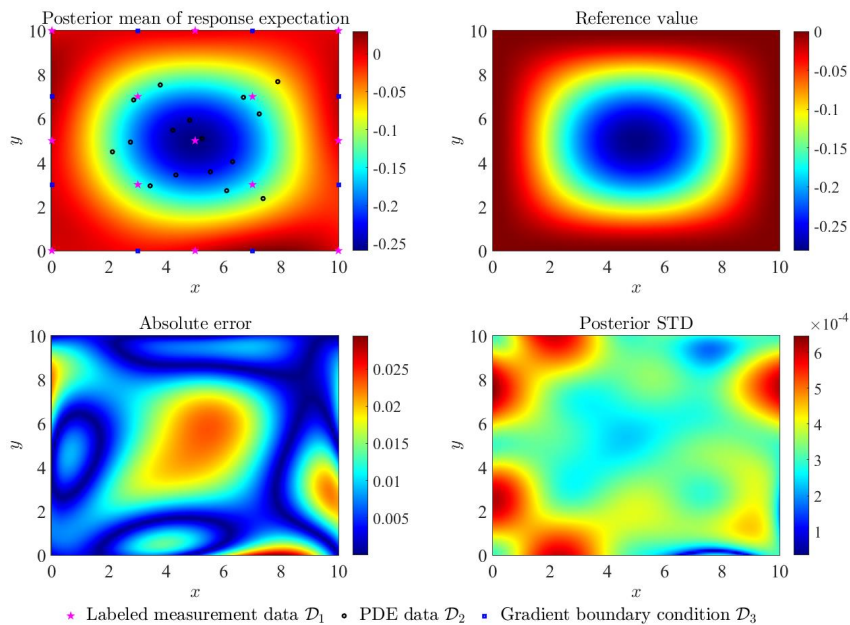 Posterior mean of response expectation
10
8
6
4
2
0
y
0 2 4 6 8 10
x
0
-0.05
-0.1
-0.15
-0.2
-0.25
Reference value
10
8
6
4
2
0
y
0 2 4 6 8 10
x
0
-0.05
-0.1
-0.15
-0.2
-0.25
Absolute error
10
8
6
4
2
0
y
0 2 4 6 8 10
x
0.025
0.020
0.015
0.010
0.005
Posterior STD
10
8
6
4
2
0
y
0 2 4 6 8 10
x
×10⁻⁴
6
5
4
3
2
1
Labeled measurement data 𝒟₁ PDE data 𝒟₂ Gradient boundary condition 𝒟₃